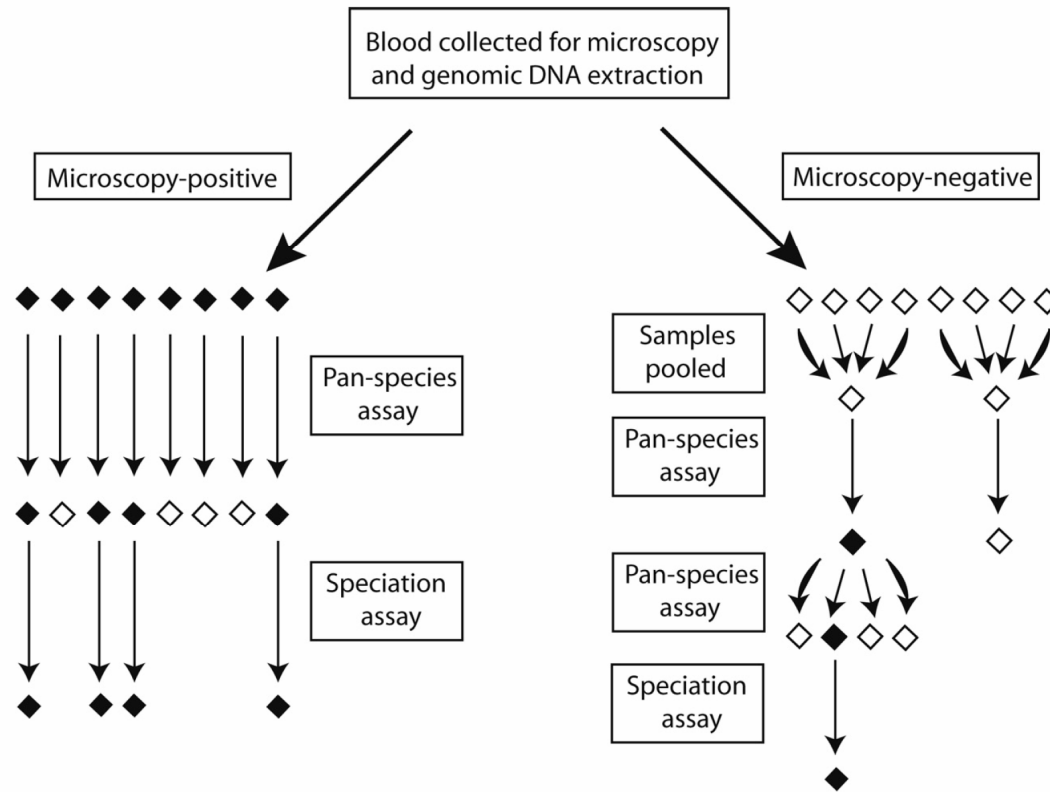 Blood collected for microscopy
and genomic DNA extraction
Microscopy-positive
Microscopy-negative
Pan-species
assay
Speciation
assay
Samples
pooled
Pan-species
assay
Pan-species
assay
Speciation
assay